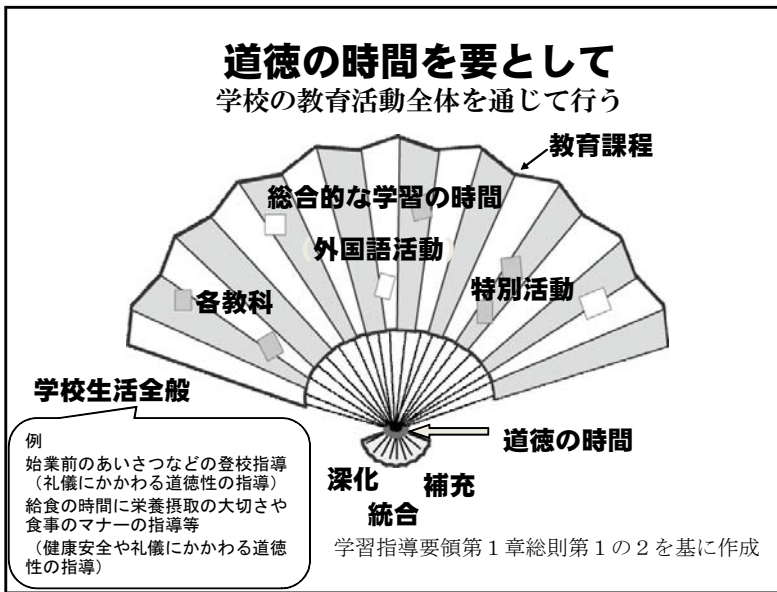 道徳の時間を要として
学校の教育活動全体を通じて行う
教育課程
総合的な学習の時間
(外国語活動)
各教科
特別活動
学校生活全般
例
始業前のあいさつなどの登校指導
(礼儀にかかわる道徳性の指導)
給食の時間に栄養摂取の大切さや
食事のマナーの指導等
(健康安全や礼儀にかかわる道徳
性の指導)
道徳の時間
深化
補充
統合
学習指導要領第1章総則第1の2を基に作成